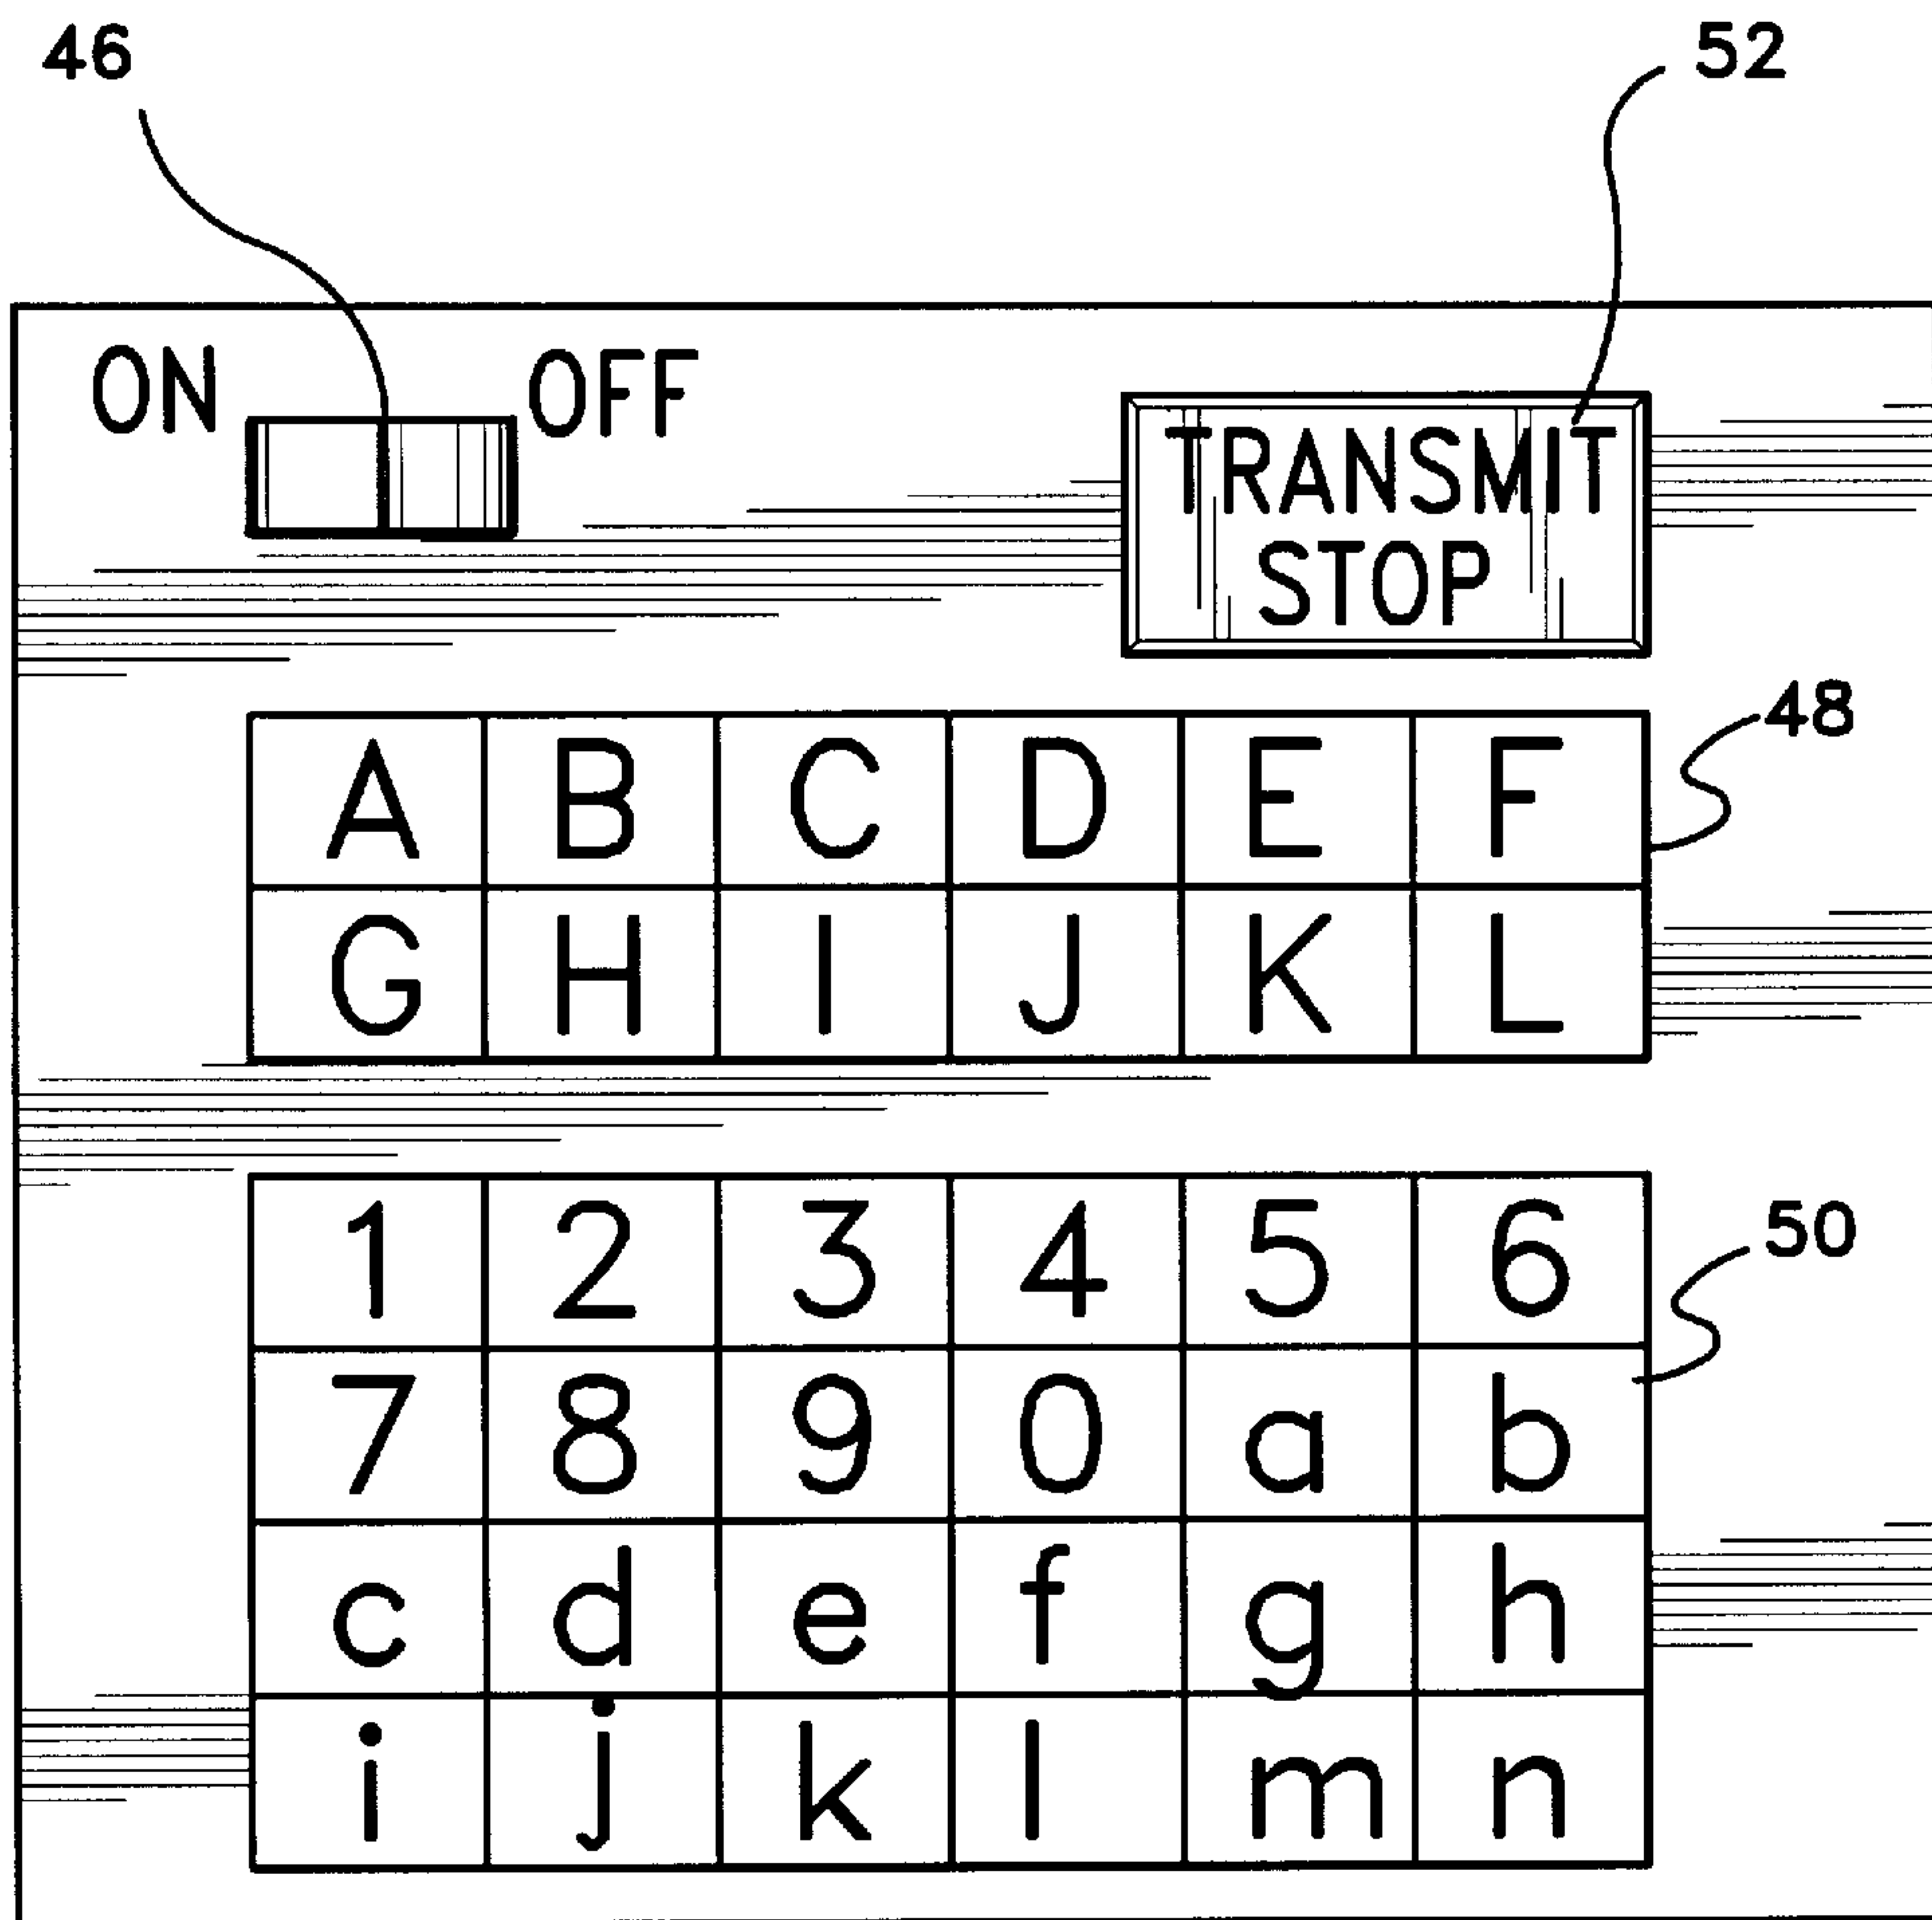 46 52
ON OFF
TRANSMIT
STOP
48
A B C D E F
G H I J K L
50
1 2 3 4 5 6
7 8 9 0 a b
c d e f g h
i j k l m n